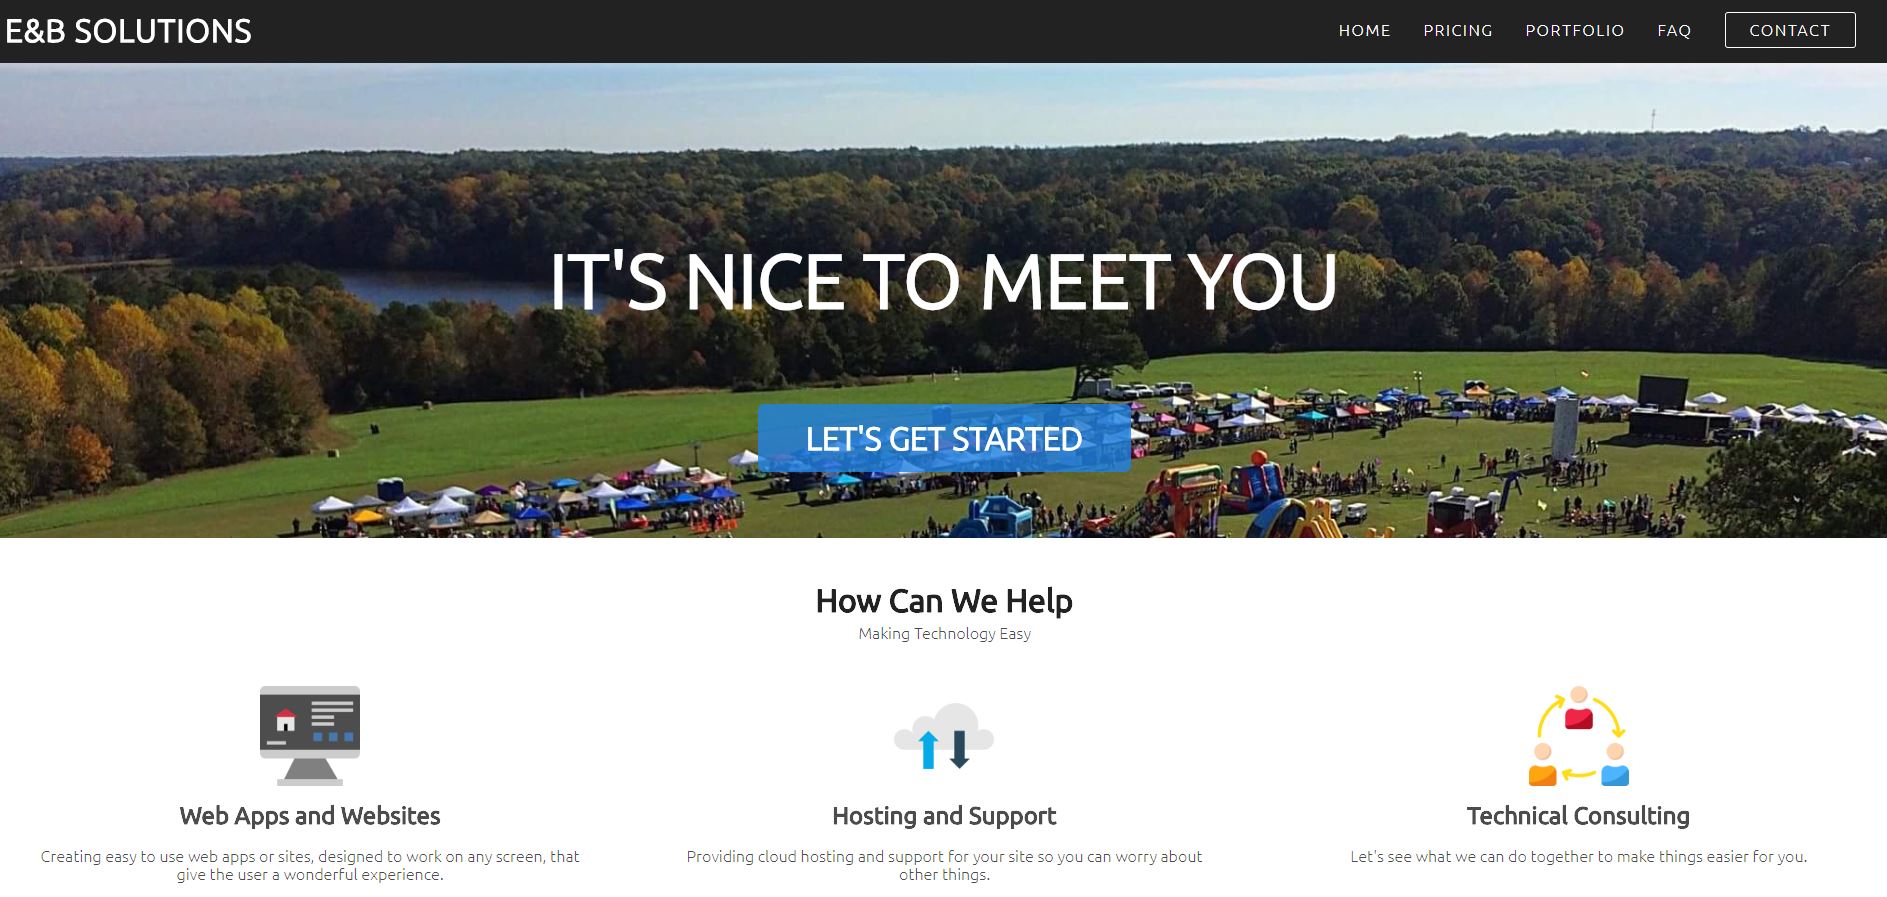 E&B SOLUTIONS
HOME PRICING PORTFOLIO FAQ CONTACT
IT'S NICE TO MEET YOU
LET'S GET STARTED
How Can We Help
Making Technology Easy
Web Apps and Websites
Creating easy to use web apps or sites, designed to work on any screen, that
give the user a wonderful experience.
Hosting and Support
Providing cloud hosting and support for your site so you can worry about
other things.
Technical Consulting
Let's see what we can do together to make things easier for you.